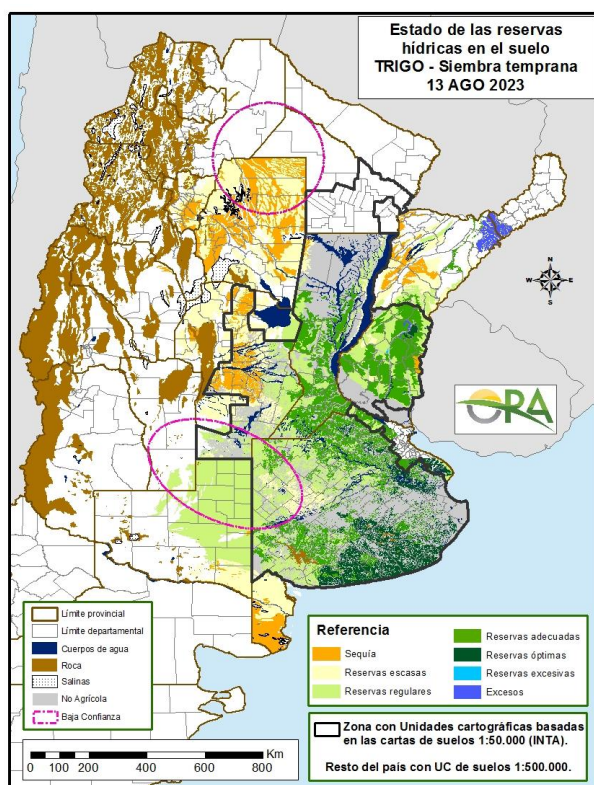 Estado de las reservas
hídricas en el suelo
TRIGO - Siembra temprana
13 AGO 2023
N
W
E
S
ORA
Límite provincial
Límite departamental
Cuerpos de agua
Roca
Salinas
No Agrícola
Baja Confianza
Referencia
Sequía
Reservas escasas
Reservas regulares
Reservas adecuadas
Reservas óptimas
Reservas excesivas
Excesos
Zona con Unidades cartográficas basadas
en las cartas de suelos 1:50.000 (INTA).
Resto del país con UC de suelos 1:500.000.
Km
0 100 200 400 600 800